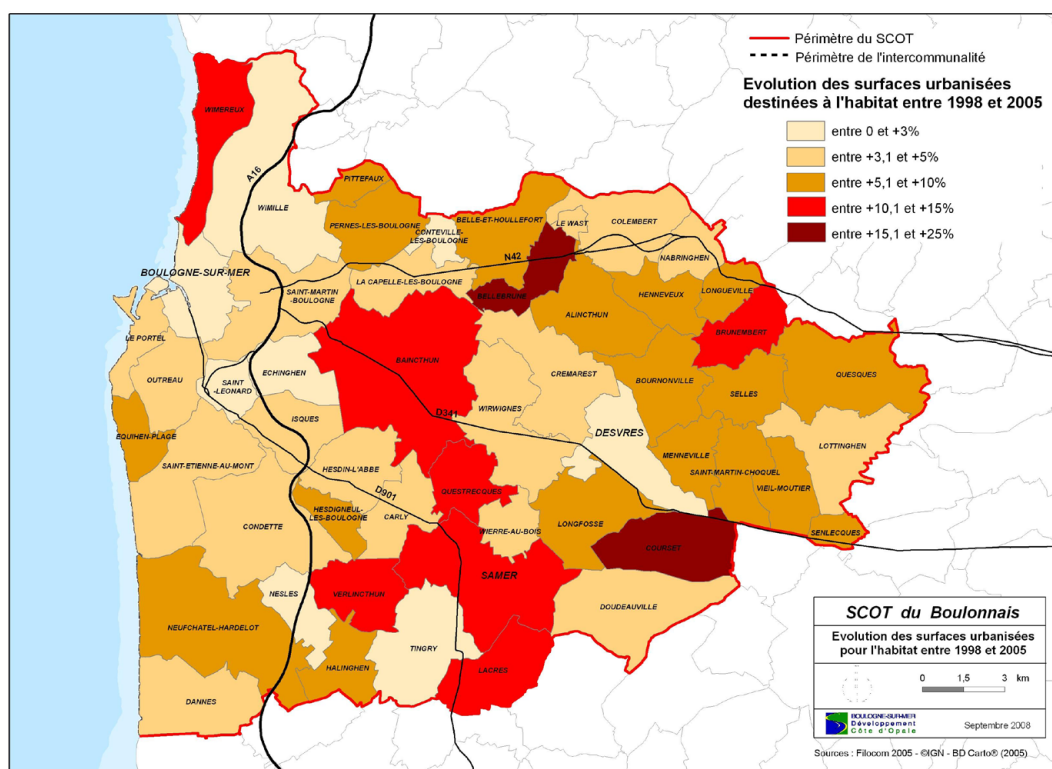 Périmètre du SCOT
Périmètre de l'intercommunalité
Evolution des surfaces urbanisées
destinées à l'habitat entre 1998 et 2005
entre 0 et +3%
entre +3,1 et +5%
entre +5,1 et +10%
entre +10,1 et +15%
entre +15,1 et +25%
WIMEREUX
A16
WIMILLE
PITTEFAUX
PERNES-LES-BOULOGNE
BELLE-ET-HOULLEFORT
CONTEVILLE-
LES-BOULOGNE
LE WAST
COLEMBERT
NABRINGHEN
N42
BOULOGNE-SUR-MER
SAINT-MARTIN
-BOULOGNE
LA CAPELLE-LES-BOULOGNE
BELLEBRUNE
HENNEVEUX
LONGUEVILLE
ALINCTHUN
BRUNEMBERT
LE PORTEL
BAINCTHUN
QUESQUES
OUTREAU
SAINT
-LEONARD
ECHINGHEN
CREMAREST
BOURNONVILLE
SELLES
WIRWIGNES
D341
ISQUES
DESVRES
EQUIHEN-PLAGE
LOTTINGHEN
MENNEVILLE
SAINT-ETIENNE-AU-MONT
HESDIN-L'ABBE
SAINT-MARTIN-CHOQUEL
VIEIL-MOUTIER
QUESTRECQUES
D901
HESDIGNEUL-
LES-BOULOGNE
CARLY
CONDETTE
WIERRE-AU-BOIS
LONGFOSSE
SENLECQUES
COURSET
SAMER
NESLES
VERLINCTHUN
DOUDEAUVILLE
NEUFCHATEL-HARDELOT
TINGRY
HALINGHEN
LACRES
DANNES
SCOT du Boulonnais
Evolution des surfaces urbanisées
pour l'habitat entre 1998 et 2005
0 1,5 3 km
BOULOGNE-SUR-MER
Développement
Côte d'Opale
Septembre 2008
Sources : Filocom 2005 - ©IGN - BD Carto® (2005)